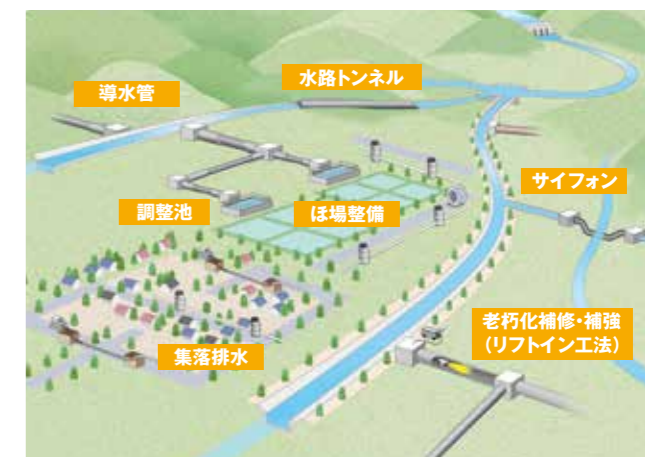 水路トンネル
導水管
サイフォン
調整池
ほ場整備
老朽化補修・補強
（リフトイン工法）
集落排水